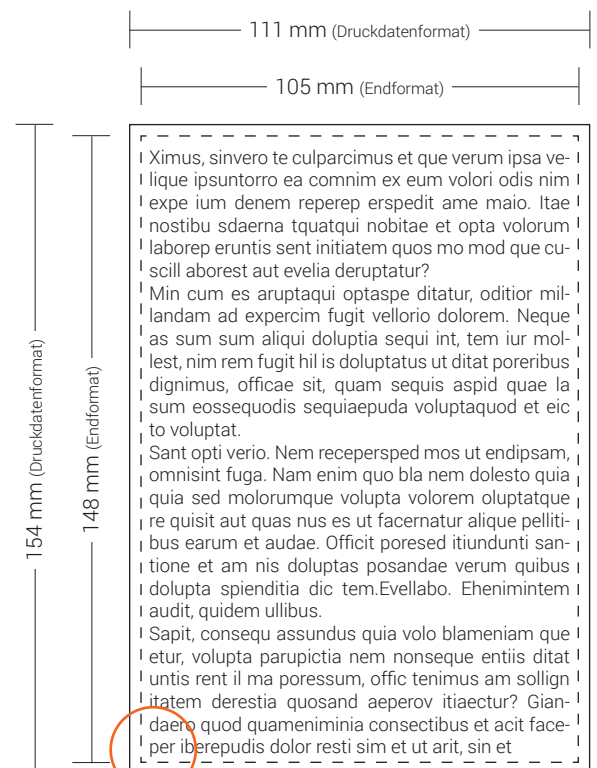 111 mm (Druckdatenformat)
105 mm (Endformat)
154 mm (Druckdatenformat)
148 mm (Endformat)
Ximus, sinvero te culparcimus et que verum ipsa ve-
lique ipsuntorro ea comnim ex eum volori odis nim
expe ium denem reperep erspedit ame maio. Itae
nostibu sdaerna tquatqui nobitae et opta volorum
laborep eruntis sent initiatem quos mo mod que cu-
scill aborest aut evelia deruptatur?
Min cum es aruptaqui optaspe ditatur, oditior mil-
landam ad expercim fugit vellorio dolorem. Neque
as sum sum aliqui doluptia sequi int, tem iur mol-
lest, nim rem fugit hil is doluptatus ut ditat poreribus
dignimus, officae sit, quam sequis aspid quae la
sum eossequodis sequiaepuda voluptaquod et eic
to voluptat.
Sant opti verio. Nem recepersped mos ut endipsam,
omnisint fuga. Nam enim quo bla nem dolesto quia
quia sed molorumque volupta volorem oluptatque
re quisit aut quas nus es ut facernatur alique pelliti-
bus earum et audae. Officit poresed itiundunti san-
tione et am nis doluptas posandae verum quibus
dolupta spienditia dic tem.Evellabo. Ehenimintem
audit, quidem ullibus.
Sapit, consequ assundus quia volo blameniam que
etur, volupta parupictia nem nonseque entiis ditat
untis rent il ma poressum, offic tenimus am sollign
itatem derestia quosand aeperov itiaectur? Gian-
daero quod quameniminia consectibus et acit face-
per iberepudis dolor resti sim et ut arit, sin et